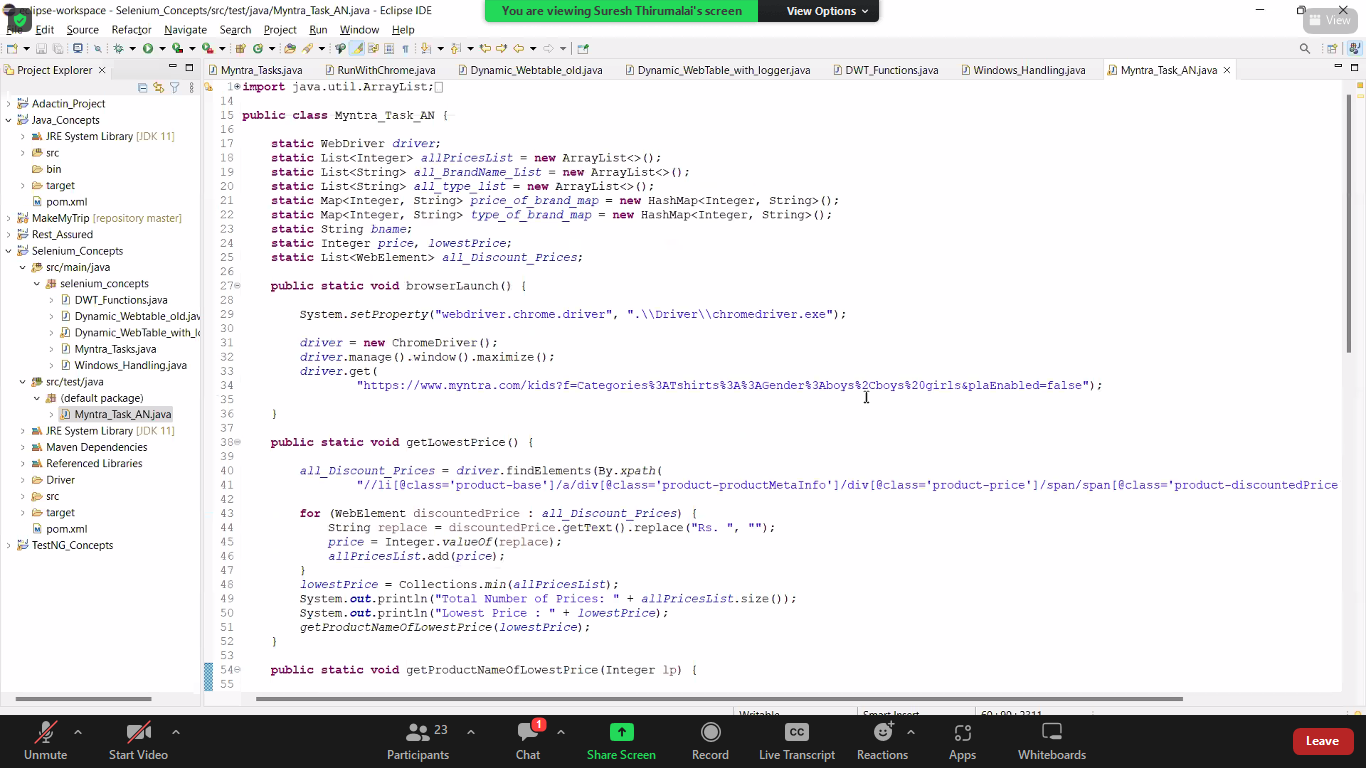 eclipse-workspace - Selenium_Concepts/src/test/java/Myntra_Task_AN.java - Eclipse IDE
You are viewing Suresh Thirumalai's screen
View Options
View
File Edit Source Refactor Navigate Search Project Run Window Help
Project Explorer
Myntra_Tasks.java
RunWithChrome.java
Dynamic_Webtable_old.java
Dynamic_WebTable_with_logger.java
DWT_Functions.java
Windows_Handling.java
Myntra_Task_AN.java
Adactin_Project
Java_Concepts
JRE System Library [JDK 11]
src
bin
target
pom.xml
MakeMyTrip [repository master]
Rest_Assured
Selenium_Concepts
src/main/java
selenium_concepts
DWT_Functions.java
Dynamic_Webtable_old.jav
Dynamic_WebTable_with_lo
Myntra_Tasks.java
Windows_Handling.java
src/test/java
(default package)
Myntra_Task_AN.java
JRE System Library [JDK 11]
Maven Dependencies
Referenced Libraries
Driver
src
target
pom.xml
TestNG_Concepts
1 import java.util.ArrayList;
14
15 public class Myntra_Task_AN {
16
17 static WebDriver driver;
18 static List<Integer> allPricesList = new ArrayList<>();
19 static List<String> all_BrandName_List = new ArrayList<>();
20 static List<String> all_type_list = new ArrayList<>();
21 static Map<Integer, String> price_of_brand_map = new HashMap<Integer, String>();
22 static Map<Integer, String> type_of_brand_map = new HashMap<Integer, String>();
23 static String bname;
24 static Integer price, lowestPrice;
25 static List<WebElement> all_Discount_Prices;
26
27 public static void browserLaunch() {
28
29 System.setProperty("webdriver.chrome.driver", ".\\Driver\\chromedriver.exe");
30
31 driver = new ChromeDriver();
32 driver.manage().window().maximize();
33 driver.get(
34 "https://www.myntra.com/kids?f=Categories%3ATshirts%3A%3AGender%3Aboys%2Cboys%20girls&plaEnabled=false");
35
36 }
37
38 public static void getLowestPrice() {
39
40 all_Discount_Prices = driver.findElements(By.xpath(
41 "//li[@class='product-base']/a/div[@class='product-productMetaInfo']/div[@class='product-price']/span/span[@class='product-discountedPrice
42
43 for (WebElement discountedPrice : all_Discount_Prices) {
44 String replace = discountedPrice.getText().replace("Rs. ", "");
45 price = Integer.valueOf(replace);
46 allPricesList.add(price);
47 }
48 lowestPrice = Collections.min(allPricesList);
49 System.out.println("Total Number of Prices: " + allPricesList.size());
50 System.out.println("Lowest Price : " + lowestPrice);
51 getProductNameOfLowestPrice(lowestPrice);
52 }
53
54 public static void getProductNameOfLowestPrice(Integer lp) {
55
Unmute
Start Video
Participants 23
Chat 1
Share Screen
Record
CC Live Transcript
Reactions
Apps
Whiteboards
Leave